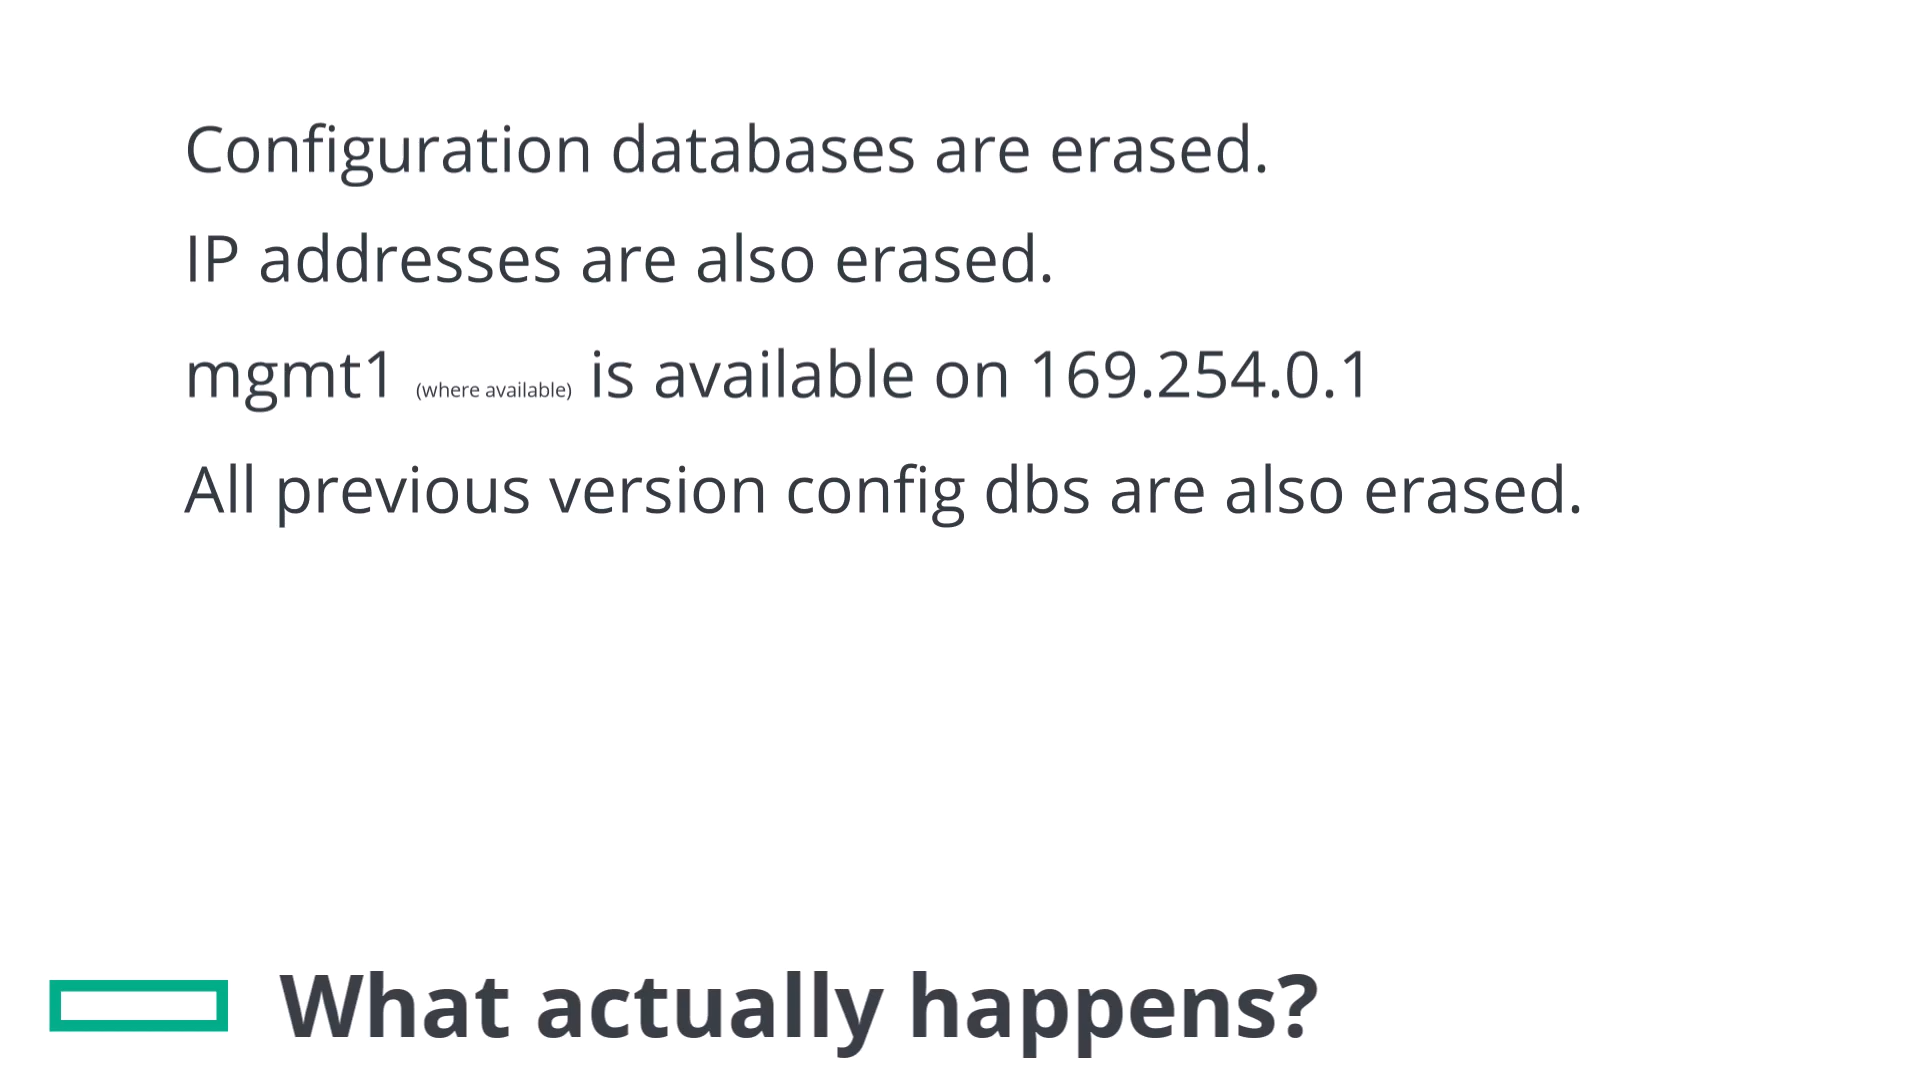 Configuration databases are erased.
IP addresses are also erased.
mgmt1 (where available) is available on 169.254.0.1
All previous version config dbs are also erased.
What actually happens?